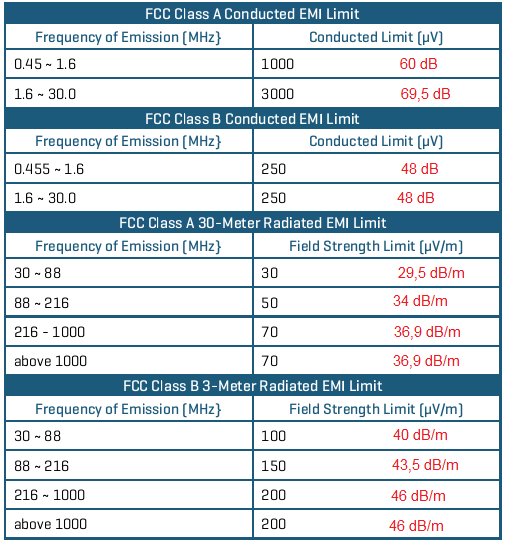 FCC Class A Conducted EMI Limit
Frequency of Emission (MHz} Conducted Limit (µV)
0.45 ~ 1.6 1000 60 dB
1.6 ~ 30.0 3000 69,5 dB
FCC Class B Conducted EMI Limit
Frequency of Emission (MHz} Conducted Limit (µV)
0.455 ~ 1.6 250 48 dB
1.6 ~ 30.0 250 48 dB
FCC Class A 30-Meter Radiated EMI Limit
Frequency of Emission (MHz} Field Strength Limit (µV/m)
30 ~ 88 30 29,5 dB/m
88 ~ 216 50 34 dB/m
216 - 1000 70 36,9 dB/m
above 1000 70 36,9 dB/m
FCC Class B 3-Meter Radiated EMI Limit
Frequency of Emission (MHz} Field Strength Limit (µV/m)
30 ~ 88 100 40 dB/m
88 ~ 216 150 43,5 dB/m
216 ~ 1000 200 46 dB/m
above 1000 200 46 dB/m